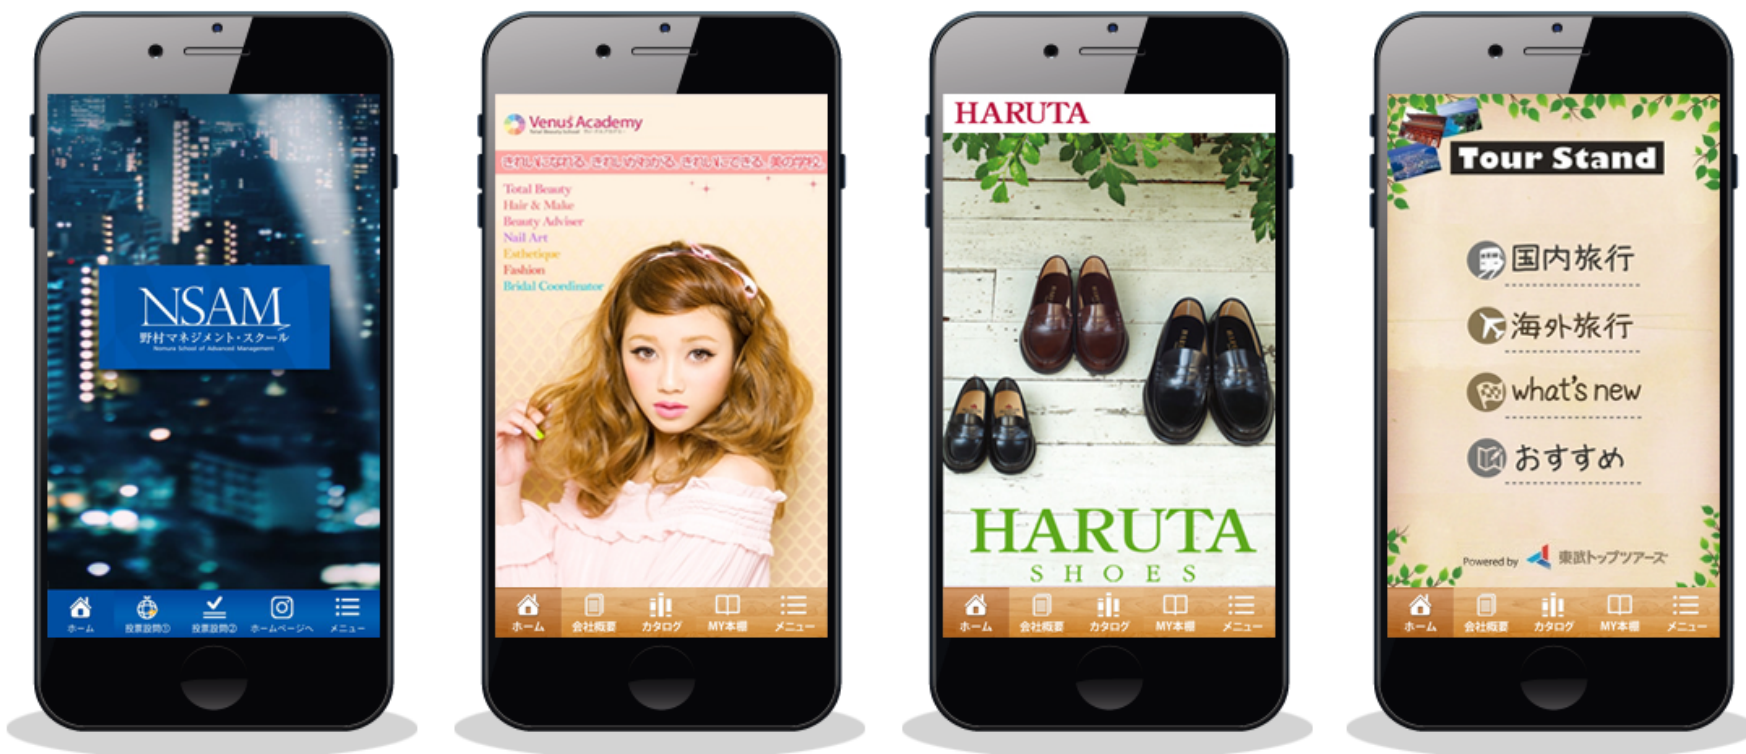 NSAM
野村マネジメント・スクール
Nomura School of Advanced Management
ホーム
投票設問①
投票設問②
ホームページへ
メニュー
Venus Academy
Total Beauty School
きれいになれる、きれいがわかる、きれいにできる、美の学校。
Total Beauty
Hair & Make
Beauty Adviser
Nail Art
Esthetique
Fashion
Bridal Coordinator
ホーム
会社概要
カタログ
MY本棚
メニュー
HARUTA
HARUTA
SHOES
ホーム
会社概要
カタログ
MY本棚
メニュー
Tour Stand
国内旅行
海外旅行
what's new
おすすめ
Powered by 東武トップツアーズ
ホーム
会社概要
カタログ
MY本棚
メニュー